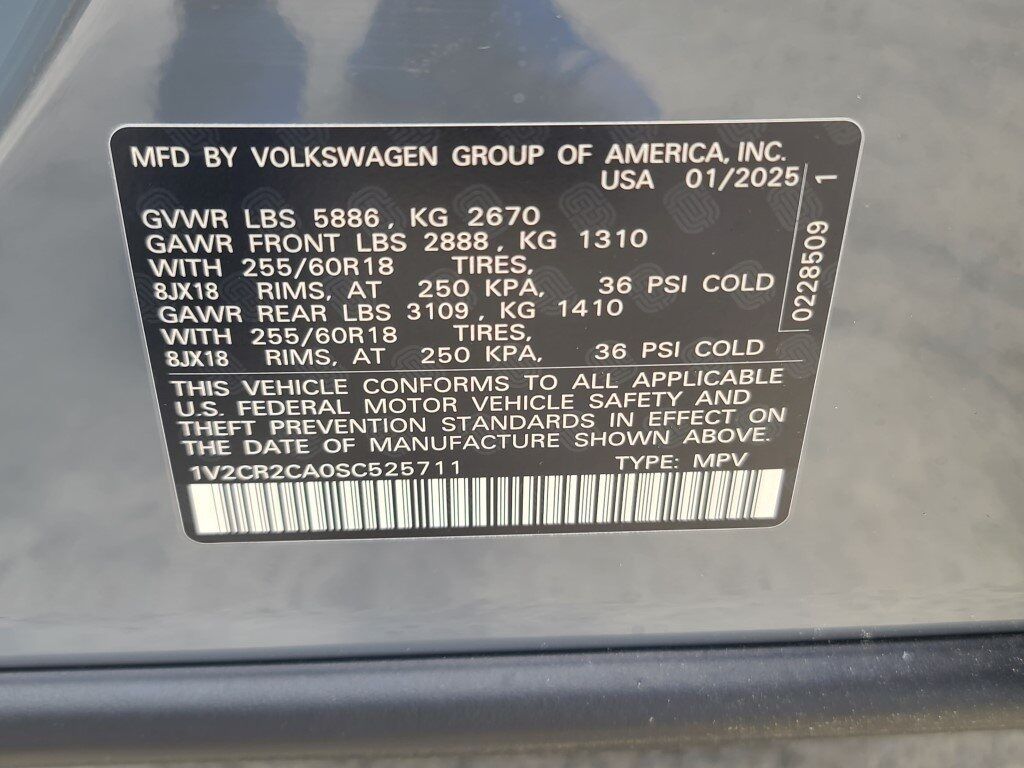 MFD BY VOLKSWAGEN GROUP OF AMERICA, INC.
USA 01/2025
GVWR LBS 5886, KG 2670
GAWR FRONT LBS 2888, KG 1310
WITH 255/60R18 TIRES,
8JX18 RIMS, AT 250 KPA, 36 PSI COLD
GAWR REAR LBS 3109, KG 1410
WITH 255/60R18 TIRES,
8JX18 RIMS, AT 250 KPA, 36 PSI COLD
0228509 1
THIS VEHICLE CONFORMS TO ALL APPLICABLE
U.S. FEDERAL MOTOR VEHICLE SAFETY AND
THEFT PREVENTION STANDARDS IN EFFECT ON
THE DATE OF MANUFACTURE SHOWN ABOVE.
1V2CR2CA0SC525711 TYPE: MPV